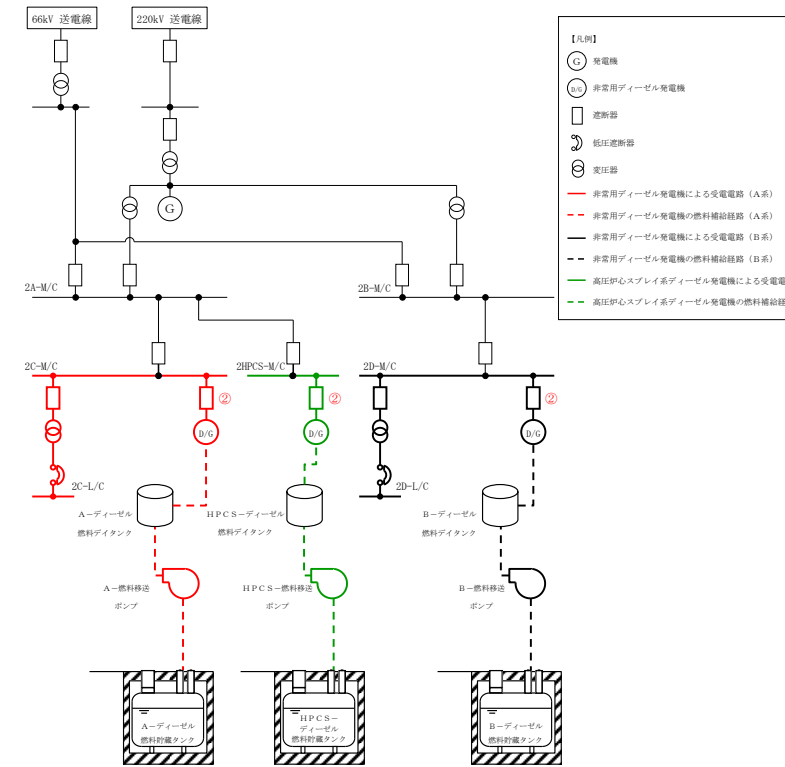 66kV 送電線
220kV 送電線
【凡例】
G 発電機
D/G 非常用ディーゼル発電機
遮断器
低圧遮断器
変圧器
非常用ディーゼル発電機による受電電路（A系）
非常用ディーゼル発電機の燃料補給経路（A系）
非常用ディーゼル発電機による受電電路（B系）
非常用ディーゼル発電機の燃料補給経路（B系）
高圧炉心スプレイ系ディーゼル発電機による受電電
高圧炉心スプレイ系ディーゼル発電機の燃料補給経
G
2A-M/C
2B-M/C
2C-M/C
2HPCS-M/C
2D-M/C
②
②
②
D/G
D/G
D/G
2C-L/C
2D-L/C
A－ディーゼル
燃料デイタンク
HPCS－ディーゼル
燃料デイタンク
B－ディーゼル
燃料デイタンク
A－燃料移送
ポンプ
HPCS－燃料移送
ポンプ
B－燃料移送
ポンプ
A－ディーゼル
燃料貯蔵タンク
HPCS－
ディーゼル
燃料貯蔵タンク
B－ディーゼル
燃料貯蔵タンク